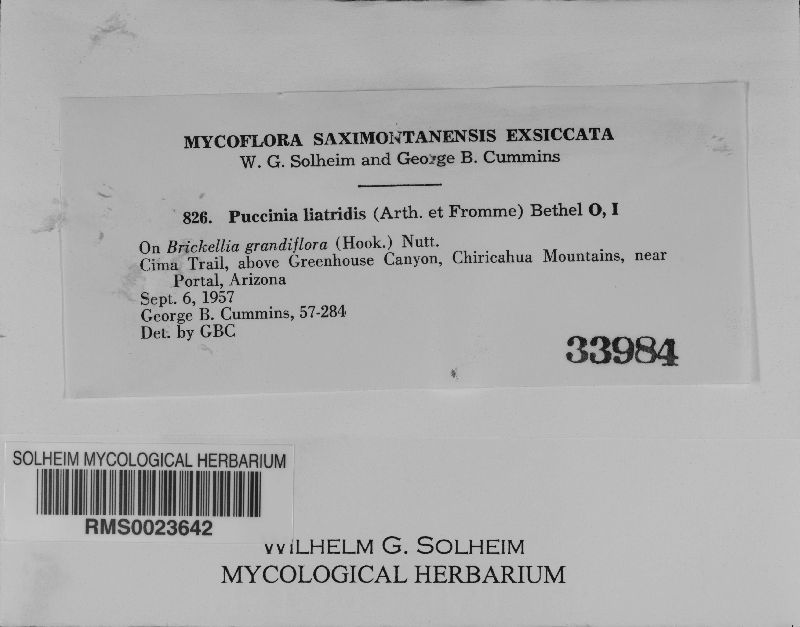 MYCOFLORA SAXIMONTANENSIS EXSICCATA
W. G. Solheim and George B. Cummins
826. Puccinia liatridis (Arth. et Fromme) Bethel O, I
On Brickellia grandiflora (Hook.) Nutt.
Cima Trail, above Greenhouse Canyon, Chiricahua Mountains, near
Portal, Arizona
Sept. 6, 1957
George B. Cummins, 57-284
Det. by GBC
33984
SOLHEIM MYCOLOGICAL HERBARIUM
RMS0023642
WILHELM G. SOLHEIM
MYCOLOGICAL HERBARIUM